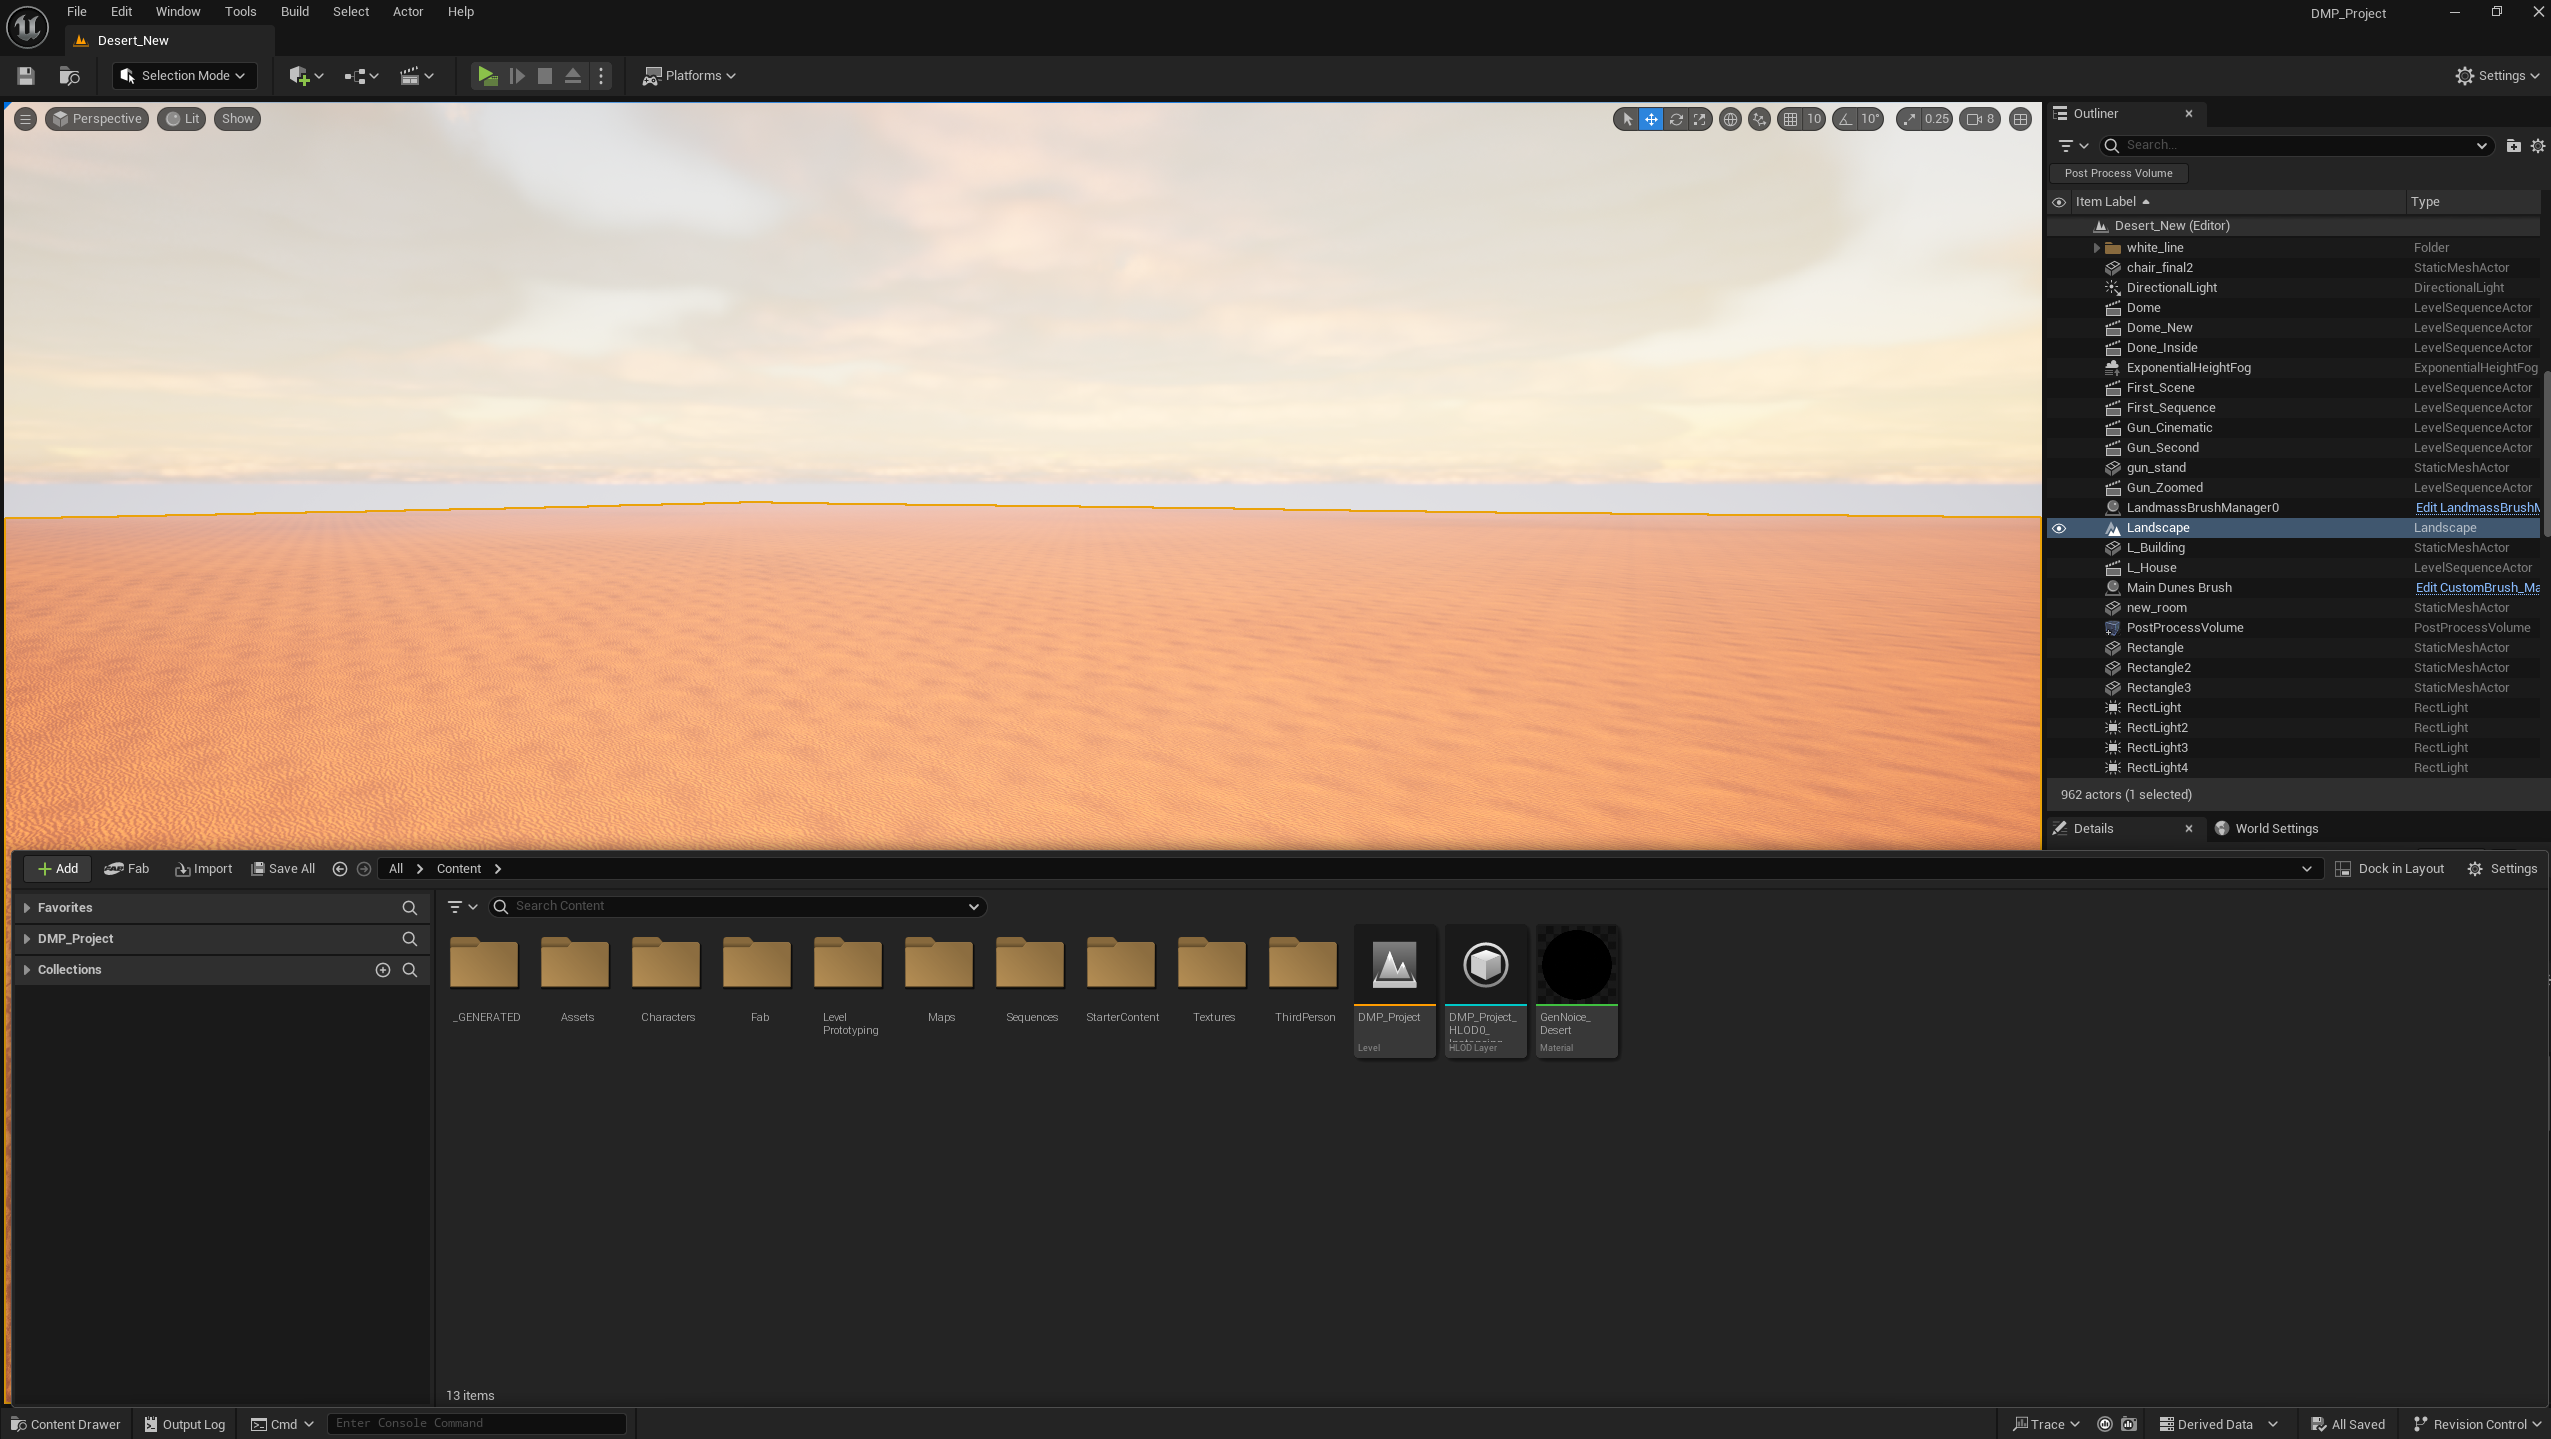 File Edit Window Tools Build Select Actor Help
DMP_Project
Desert_New
Selection Mode
Platforms
Settings
Perspective Lit Show
10 10° 0.25 8
Outliner
Search...
Post Process Volume
Item Label Type
Desert_New (Editor)
white_line Folder
chair_final2 StaticMeshActor
DirectionalLight DirectionalLight
Dome LevelSequenceActor
Dome_New LevelSequenceActor
Done_Inside LevelSequenceActor
ExponentialHeightFog ExponentialHeightFog
First_Scene LevelSequenceActor
First_Sequence LevelSequenceActor
Gun_Cinematic LevelSequenceActor
Gun_Second LevelSequenceActor
gun_stand StaticMeshActor
Gun_Zoomed LevelSequenceActor
LandmassBrushManager0 Edit LandmassBrushM
Landscape Landscape
L_Building StaticMeshActor
L_House LevelSequenceActor
Main Dunes Brush Edit CustomBrush_Ma
new_room StaticMeshActor
PostProcessVolume PostProcessVolume
Rectangle StaticMeshActor
Rectangle2 StaticMeshActor
Rectangle3 StaticMeshActor
RectLight RectLight
RectLight2 RectLight
RectLight3 RectLight
RectLight4 RectLight
962 actors (1 selected)
Details World Settings
Add Fab Import Save All All Content Dock in Layout Settings
Favorites
DMP_Project
Collections
Search Content
_GENERATED
Assets
Characters
Fab
Level
Prototyping
Maps
Sequences
StarterContent
Textures
ThirdPerson
DMP_Project
Level
DMP_Project_
HLOD0_
HLOD Layer
GenNoice_
Desert
Material
13 items
Content Drawer Output Log Cmd Enter Console Command
Trace Derived Data All Saved Revision Control